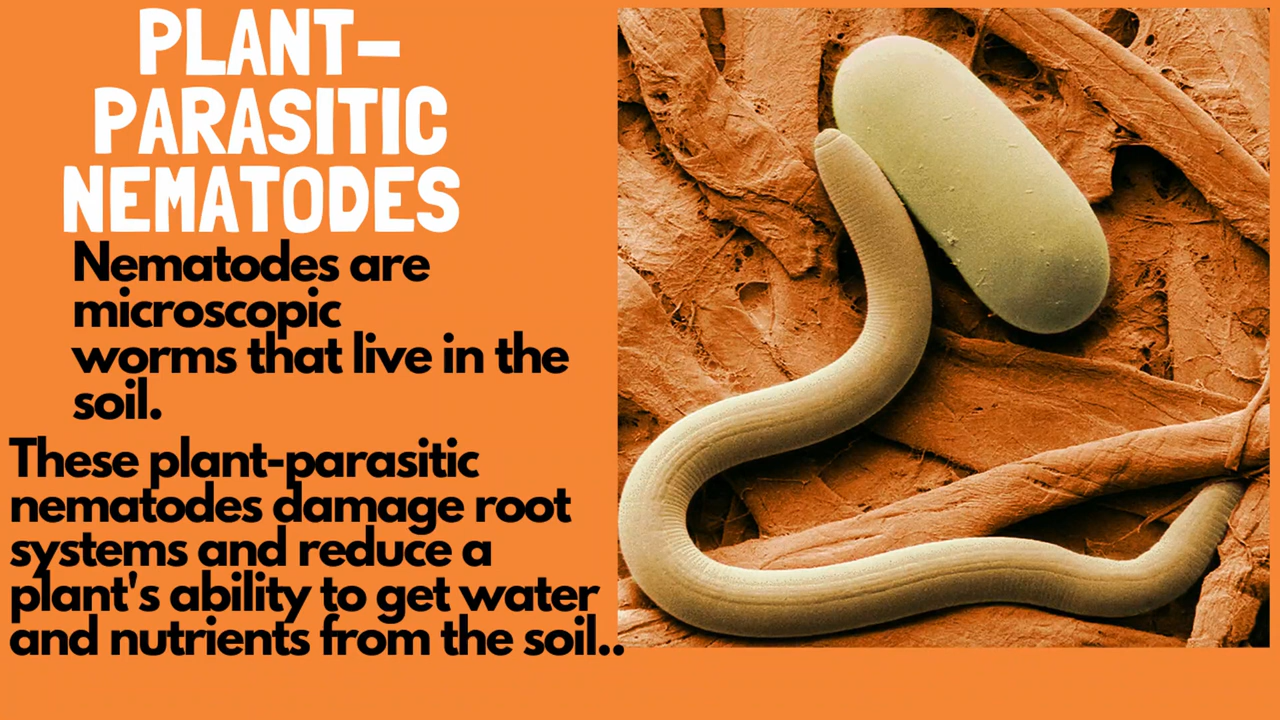 PLANT-
PARASITIC
NEMATODES
Nematodes are
microscopic
worms that live in the
soil.
These plant-parasitic
nematodes damage root
systems and reduce a
plant's ability to get water
and nutrients from the soil..